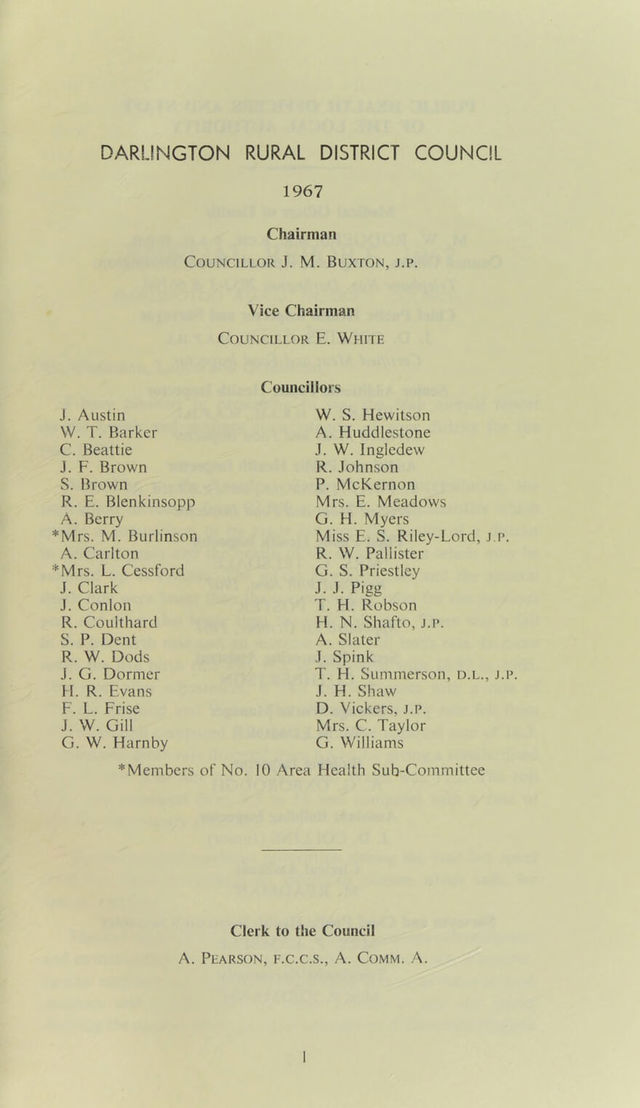 DARLINGTON RURAL DISTRICT COUNCIL
1967
Chairman
COUNCILLOR J. M. BUXTON, J.P.
Vice Chairman
COUNCILLOR E. WHITE
Councillors
J. Austin
W. T. Barker
C. Beattie
J. F. Brown
S. Brown
R. E. Blenkinsopp
A. Berry
*Mrs. M. Burlinson
A. Carlton
*Mrs. L. Cessford
J. Clark
J. Conlon
R. Coulthard
S. P. Dent
R. W. Dods
J. G. Dormer
H. R. Evans
F. L. Frise
J. W. Gill
G. W. Harnby
W. S. Hewitson
A. Huddlestone
J. W. Ingledew
R. Johnson
P. McKernon
Mrs. E. Meadows
G. H. Myers
Miss E. S. Riley-Lord, J.P.
R. W. Pallister
G. S. Priestley
J. J. Pigg
T. H. Robson
H. N. Shafto, J.P.
A. Slater
J. Spink
T. H. Summerson, D.L., J.P.
J. H. Shaw
D. Vickers, J.P.
Mrs. C. Taylor
G. Williams
*Members of No. 10 Area Health Sub-Committee
Clerk to the Council
A. PEARSON, F.C.C.S., A. COMM. A.
1